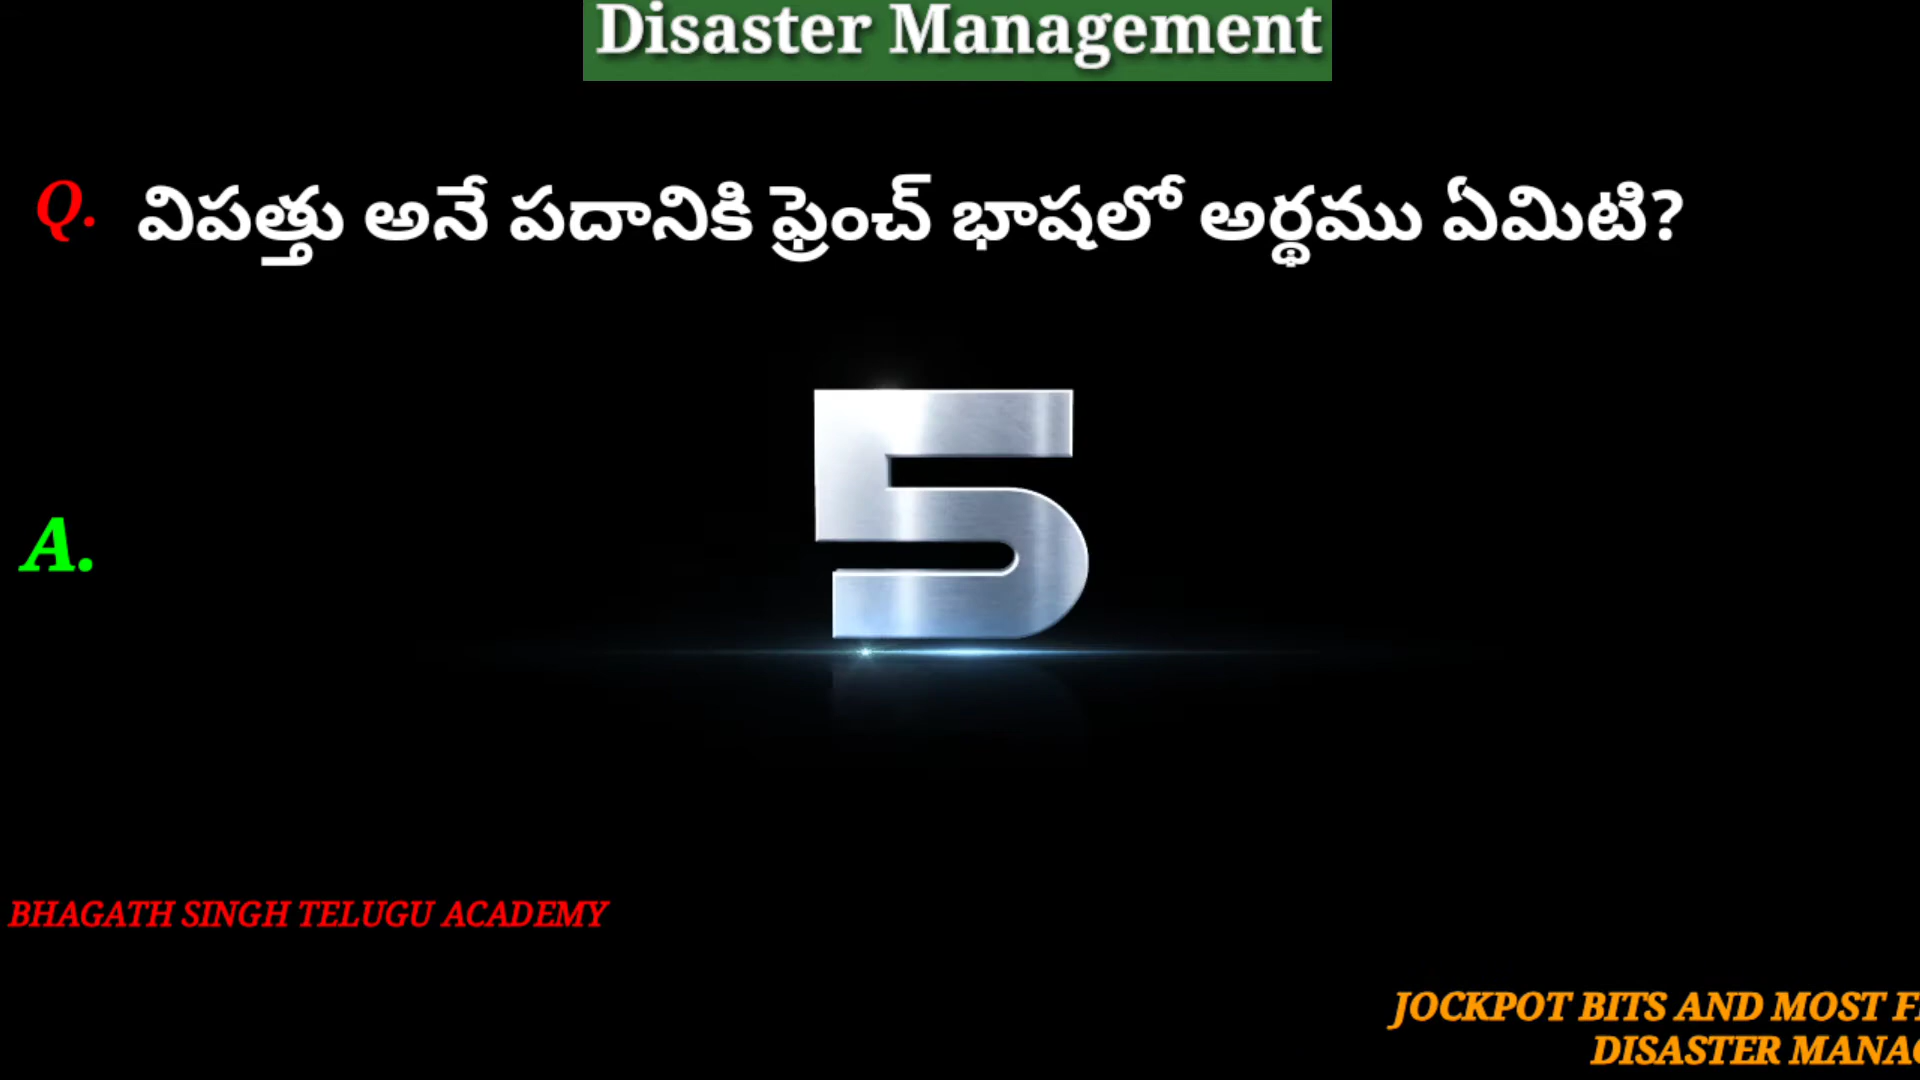 Disaster Management
Q. విపత్తు అనే పదానికి ఫ్రెంచ్ భాషలో అర్థము ఏమిటి?
5
A.
BHAGATH SINGH TELUGU ACADEMY
JOCKPOT BITS AND MOST
DISASTER